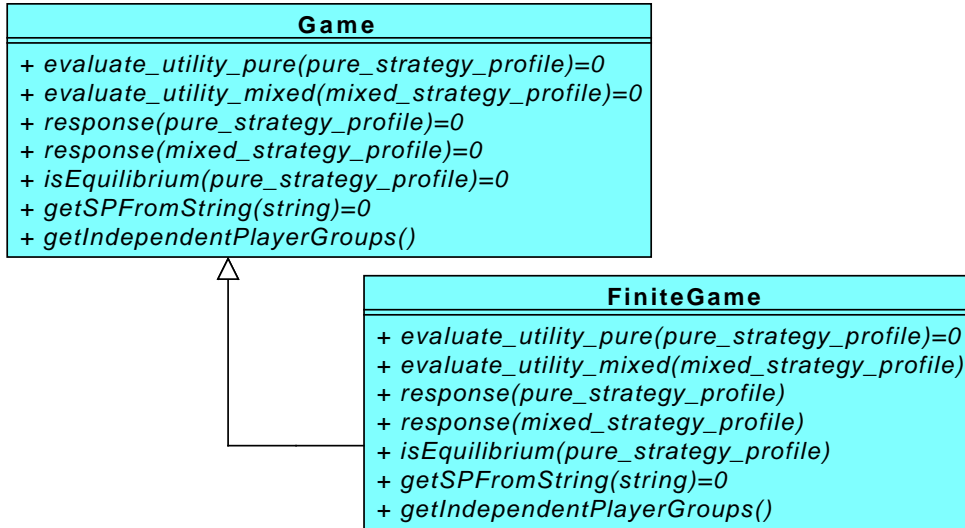 Game
+ evaluate_utility_pure(pure_strategy_profile)=0
+ evaluate_utility_mixed(mixed_strategy_profile)=0
+ response(pure_strategy_profile)=0
+ response(mixed_strategy_profile)=0
+ isEquilibrium(pure_strategy_profile)=0
+ getSPFromString(string)=0
+ getIndependentPlayerGroups()
FiniteGame
+ evaluate_utility_pure(pure_strategy_profile)=0
+ evaluate_utility_mixed(mixed_strategy_profile)
+ response(pure_strategy_profile)
+ response(mixed_strategy_profile)
+ isEquilibrium(pure_strategy_profile)
+ getSPFromString(string)=0
+ getIndependentPlayerGroups()